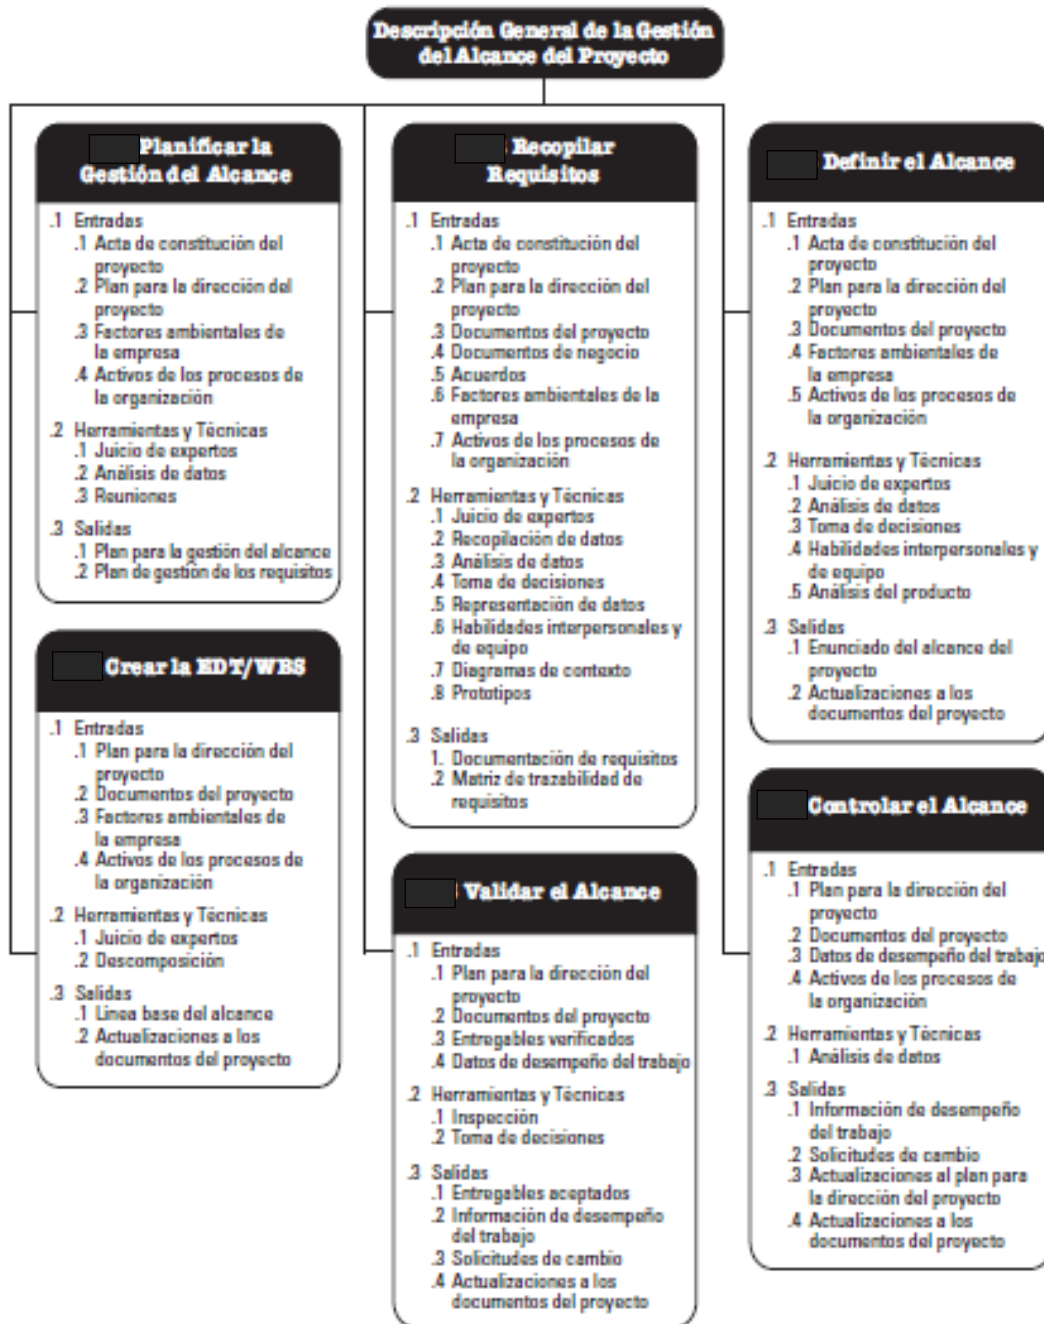 Descripción General de la Gestión
del Alcance del Proyecto
Planificar la
Gestión del Alcance
.1 Entradas
.1 Acta de constitución del
proyecto
.2 Plan para la dirección del
proyecto
.3 Factores ambientales de
la empresa
.4 Activos de los procesos de
la organización
.2 Herramientas y Técnicas
.1 Juicio de expertos
.2 Análisis de datos
.3 Reuniones
.3 Salidas
.1 Plan para la gestión del alcance
.2 Plan de gestión de los requisitos
Recopilar
Requisitos
.1 Entradas
.1 Acta de constitución del
proyecto
.2 Plan para la dirección del
proyecto
.3 Documentos del proyecto
.4 Documentos de negocio
.5 Acuerdos
.6 Factores ambientales de la
empresa
.7 Activos de los procesos de
la organización
.2 Herramientas y Técnicas
.1 Juicio de expertos
.2 Recopilación de datos
.3 Análisis de datos
.4 Toma de decisiones
.5 Representación de datos
.6 Habilidades interpersonales y
de equipo
.7 Diagramas de contexto
.8 Prototipos
.3 Salidas
1. Documentación de requisitos
.2 Matriz de trazabilidad de
requisitos
Definir el Alcance
.1 Entradas
.1 Acta de constitución del
proyecto
.2 Plan para la dirección del
proyecto
.3 Documentos del proyecto
.4 Factores ambientales de
la empresa
.5 Activos de los procesos de
la organización
.2 Herramientas y Técnicas
.1 Juicio de expertos
.2 Análisis de datos
.3 Toma de decisiones
.4 Habilidades interpersonales y
de equipo
.5 Análisis del producto
.3 Salidas
.1 Enunciado del alcance del
proyecto
.2 Actualizaciones a los
documentos del proyecto
Crear la EDT/WBS
.1 Entradas
.1 Plan para la dirección del
proyecto
.2 Documentos del proyecto
.3 Factores ambientales de
la empresa
.4 Activos de los procesos de
la organización
.2 Herramientas y Técnicas
.1 Juicio de expertos
.2 Descomposición
.3 Salidas
.1 Línea base del alcance
.2 Actualizaciones a los
documentos del proyecto
Validar el Alcance
.1 Entradas
.1 Plan para la dirección del
proyecto
.2 Documentos del proyecto
.3 Entregables verificados
.4 Datos de desempeño del trabajo
.2 Herramientas y Técnicas
.1 Inspección
.2 Toma de decisiones
.3 Salidas
.1 Entregables aceptados
.2 Información de desempeño
del trabajo
.3 Solicitudes de cambio
.4 Actualizaciones a los
documentos del proyecto
Controlar el Alcance
.1 Entradas
.1 Plan para la dirección del
proyecto
.2 Documentos del proyecto
.3 Datos de desempeño del trabajo
.4 Activos de los procesos de
la organización
.2 Herramientas y Técnicas
.1 Análisis de datos
.3 Salidas
.1 Información de desempeño
del trabajo
.2 Solicitudes de cambio
.3 Actualizaciones al plan para
la dirección del proyecto
.4 Actualizaciones a los
documentos del proyecto